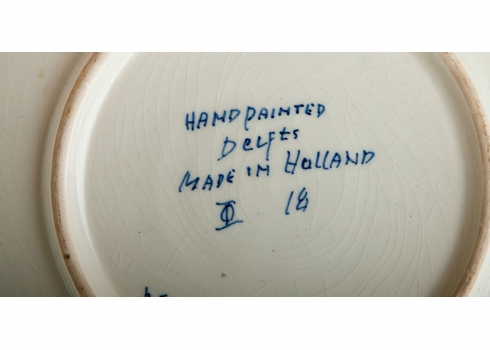 HANDPAINTED
Delfts
MADE IN HOLLAND
18